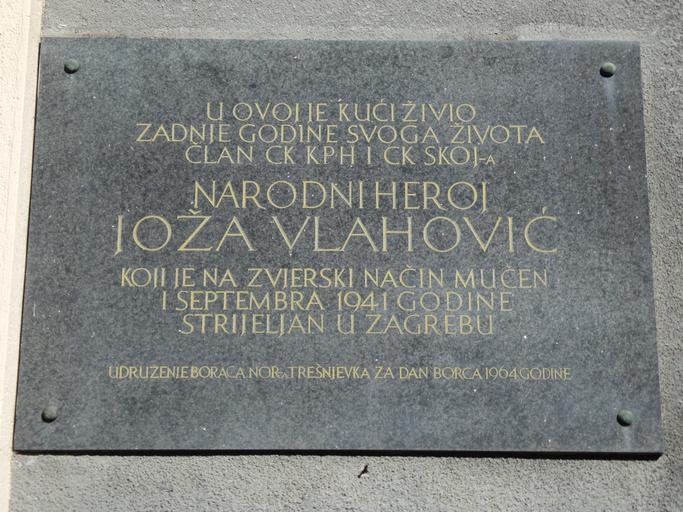 U OVOJ JE KUĆI ŽIVIO
ZADNJE GODINE SVOGA ŽIVOTA
ČLAN CK KPH I CK SKOJ-A
NARODNI HEROJ
JOŽA VLAHOVIĆ
KOJI JE NA ZVJERSKI NAČIN MUČEN
I SEPTEMBRA 1941 GODINE
STRIJELJAN U ZAGREBU
UDRUŽENJE BORACA NOR-A TREŠNJEVKA ZA DAN BORCA 1964 GODINE